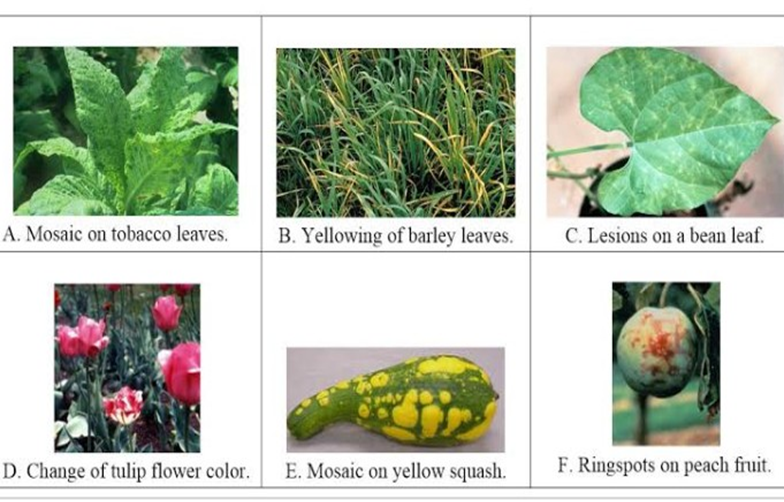 A. Mosaic on tobacco leaves.
B. Yellowing of barley leaves.
C. Lesions on a bean leaf.
D. Change of tulip flower color.
E. Mosaic on yellow squash.
F. Ringspots on peach fruit.